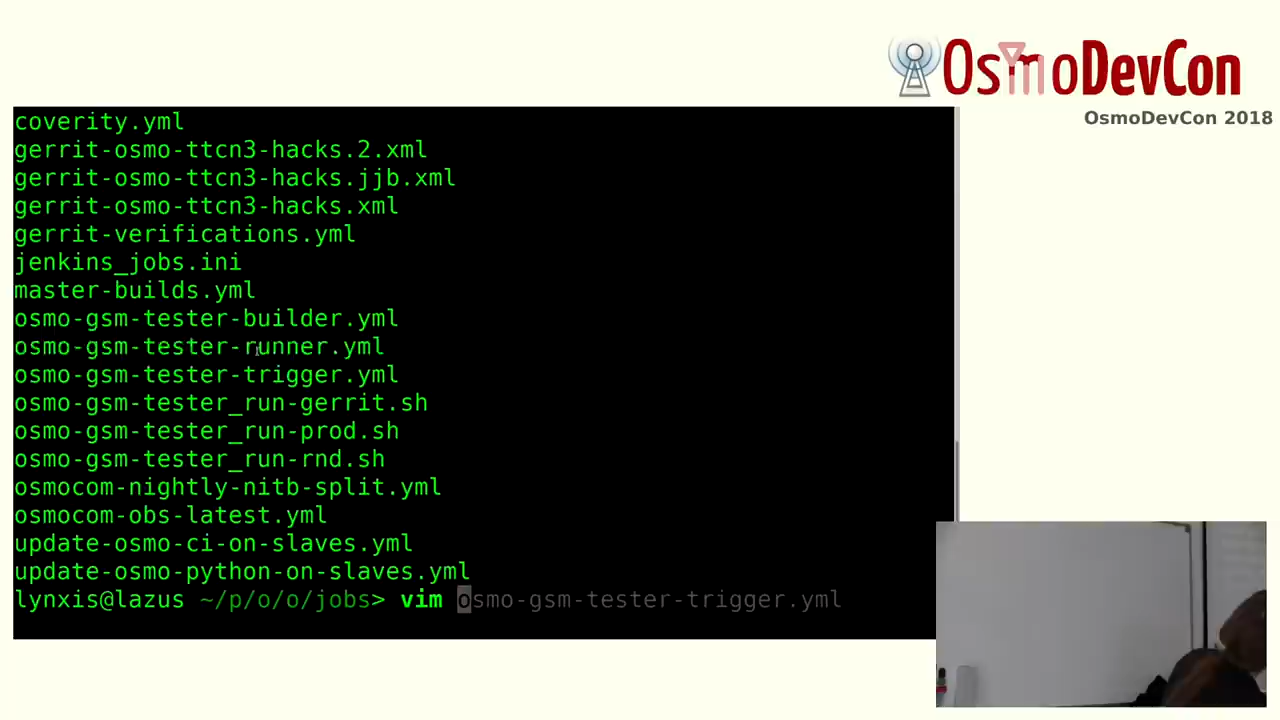 OsmoDevCon
OsmoDevCon 2018
coverity.yml
gerrit-osmo-ttcn3-hacks.2.xml
gerrit-osmo-ttcn3-hacks.jjb.xml
gerrit-osmo-ttcn3-hacks.xml
gerrit-verifications.yml
jenkins_jobs.ini
master-builds.yml
osmo-gsm-tester-builder.yml
osmo-gsm-tester-runner.yml
osmo-gsm-tester-trigger.yml
osmo-gsm-tester_run-gerrit.sh
osmo-gsm-tester_run-prod.sh
osmo-gsm-tester_run-rnd.sh
osmocom-nightly-nitb-split.yml
osmocom-obs-latest.yml
update-osmo-ci-on-slaves.yml
update-osmo-python-on-slaves.yml
lynxis@lazus ~/p/o/o/jobs> vim osmo-gsm-tester-trigger.yml